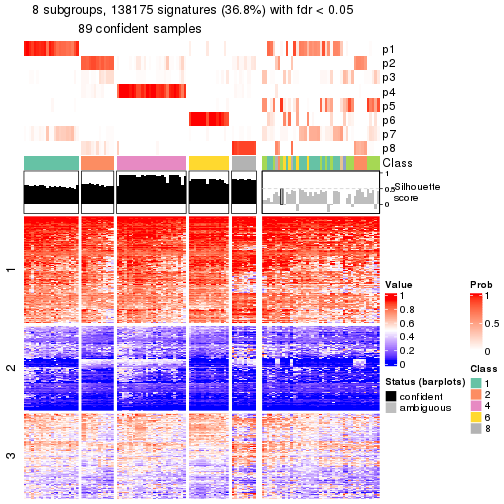 8 subgroups, 138175 signatures (36.8%) with fdr < 0.05
89 confident samples
p1
p2
p3
p4
p5
p6
p7
p8
Class
1
0.5
0
Silhouette
score
1
2
3
Value
1
0.8
0.6
0.4
0.2
0
Status (barplots)
confident
ambiguous
Prob
1
0.5
0
Class
1
2
4
6
8